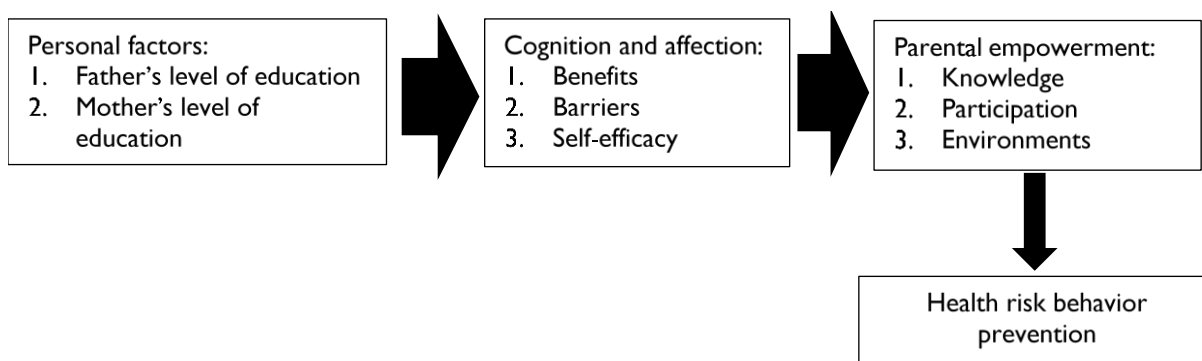 Personal factors:
1. Father's level of education
2. Mother's level of
education
Cognition and affection:
1. Benefits
2. Barriers
3. Self-efficacy
Parental empowerment:
1. Knowledge
2. Participation
3. Environments
Health risk behavior
prevention